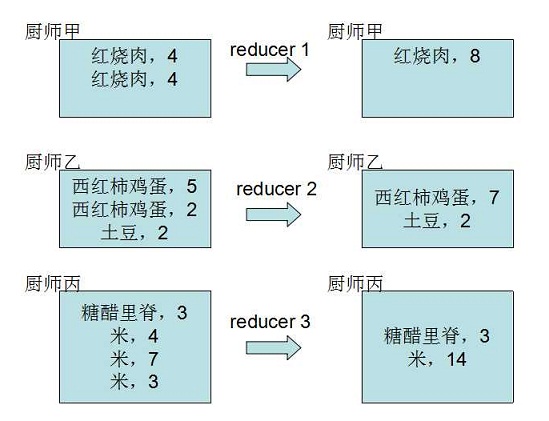 厨师甲
红烧肉，4
红烧肉，4
reducer 1
厨师甲
红烧肉，8
厨师乙
西红柿鸡蛋，5
西红柿鸡蛋，2
土豆，2
reducer 2
厨师乙
西红柿鸡蛋，7
土豆，2
厨师丙
糖醋里脊，3
米，4
米，7
米，3
reducer 3
厨师丙
糖醋里脊，3
米，14